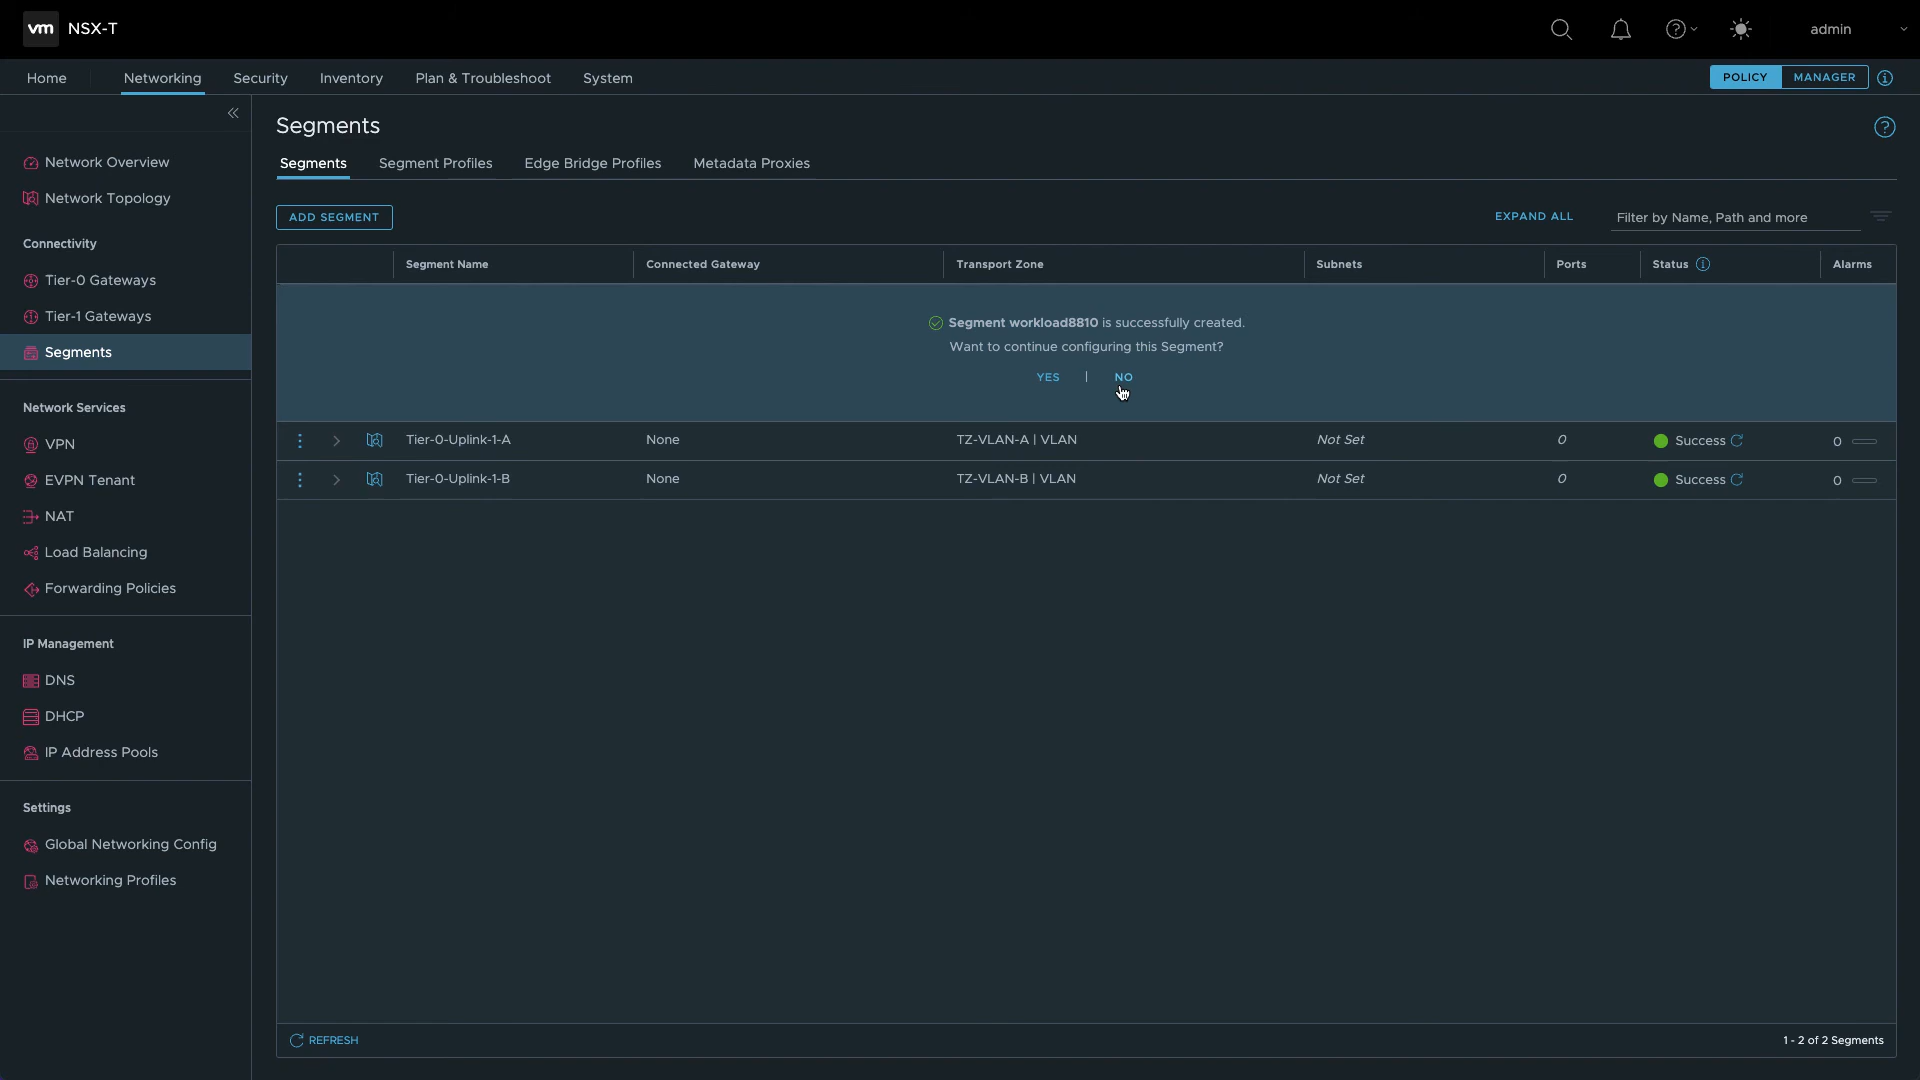 vm NSX-T
admin
Home Networking Security Inventory Plan & Troubleshoot System
POLICY MANAGER
Network Overview
Network Topology
Connectivity
Tier-0 Gateways
Tier-1 Gateways
Segments
Network Services
VPN
EVPN Tenant
NAT
Load Balancing
Forwarding Policies
IP Management
DNS
DHCP
IP Address Pools
Settings
Global Networking Config
Networking Profiles
Segments
Segments Segment Profiles Edge Bridge Profiles Metadata Proxies
ADD SEGMENT
EXPAND ALL Filter by Name, Path and more
Segment Name Connected Gateway Transport Zone Subnets Ports Status Alarms
Segment workload8810 is successfully created.
Want to continue configuring this Segment?
YES | NO
Tier-0-Uplink-1-A None TZ-VLAN-A | VLAN Not Set 0 Success 0
Tier-0-Uplink-1-B None TZ-VLAN-B | VLAN Not Set 0 Success 0
REFRESH 1 - 2 of 2 Segments